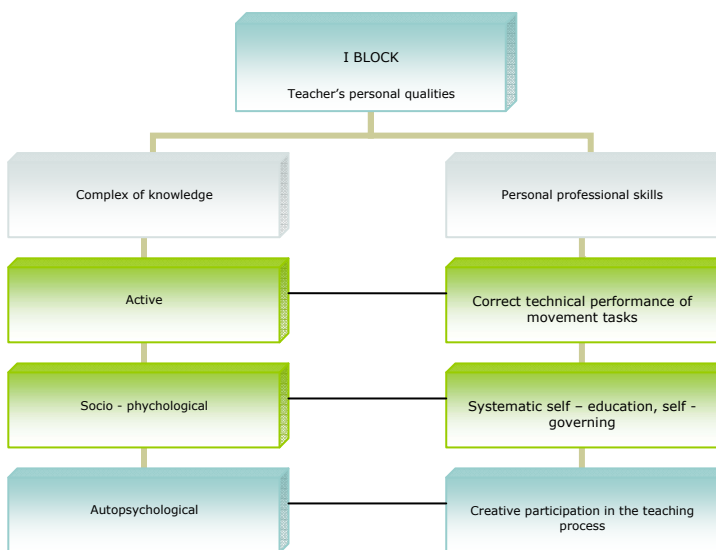 I BLOCK
Teacher's personal qualities
Complex of knowledge
Personal professional skills
Active
Correct technical performance of
movement tasks
Socio - phychological
Systematic self – education, self -
governing
Autopsychological
Creative participation in the teaching
process